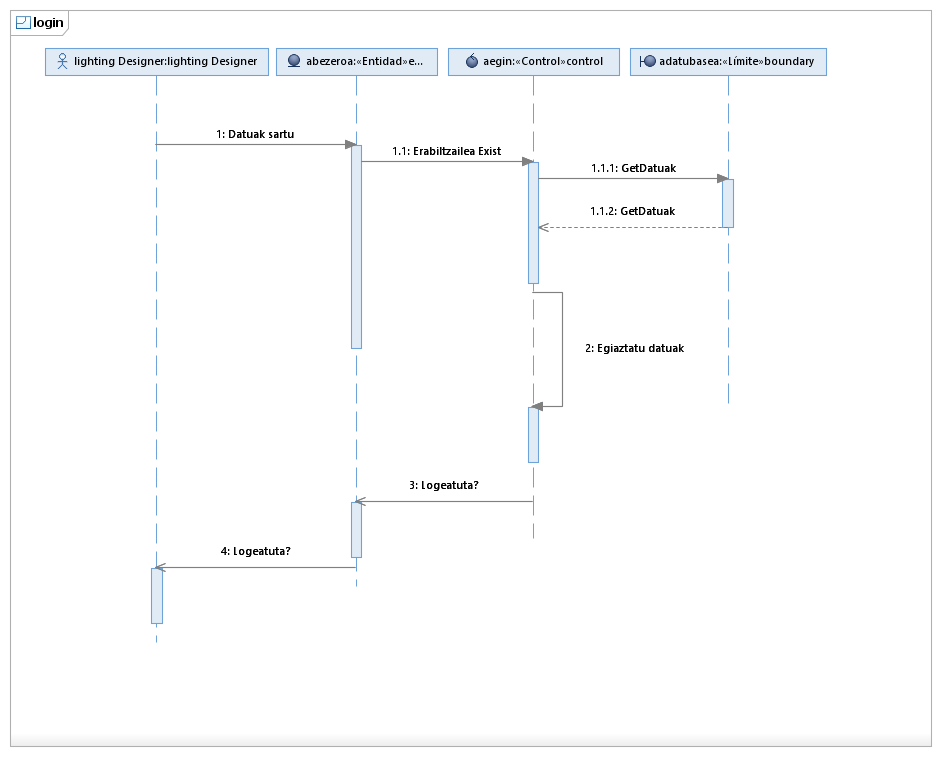 login
lighting Designer:lighting Designer
abezeroa:«Entidad»e...
aegin:«Control»control
adatubasea:«Límite»boundary
1: Datuak sartu
1.1: Erabiltzailea Exist
1.1.1: GetDatuak
1.1.2: GetDatuak
2: Egiaztatu datuak
3: Logeatuta?
4: Logeatuta?